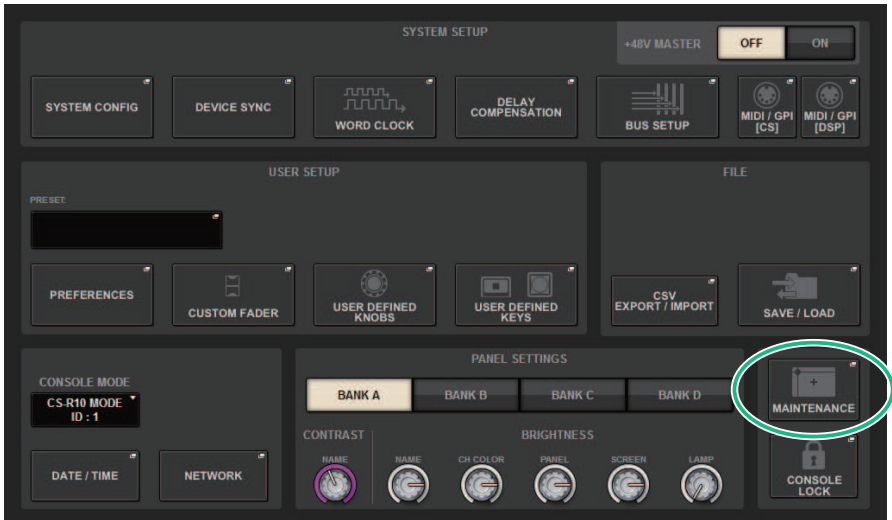 SYSTEM SETUP
+48V MASTER
OFF
ON
SYSTEM CONFIG
DEVICE SYNC
WORD CLOCK
DELAY
COMPENSATION
BUS SETUP
MIDI / GPI
[CS]
MIDI / GPI
[DSP]
USER SETUP
PRESET:
PREFERENCES
CUSTOM FADER
USER DEFINED
KNOBS
USER DEFINED
KEYS
FILE
CSV
EXPORT / IMPORT
SAVE / LOAD
CONSOLE MODE
CS-R10 MODE
ID : 1
DATE / TIME
NETWORK
PANEL SETTINGS
BANK A
BANK B
BANK C
BANK D
CONTRAST
BRIGHTNESS
NAME
NAME
CH COLOR
PANEL
SCREEN
LAMP
MAINTENANCE
CONSOLE
LOCK